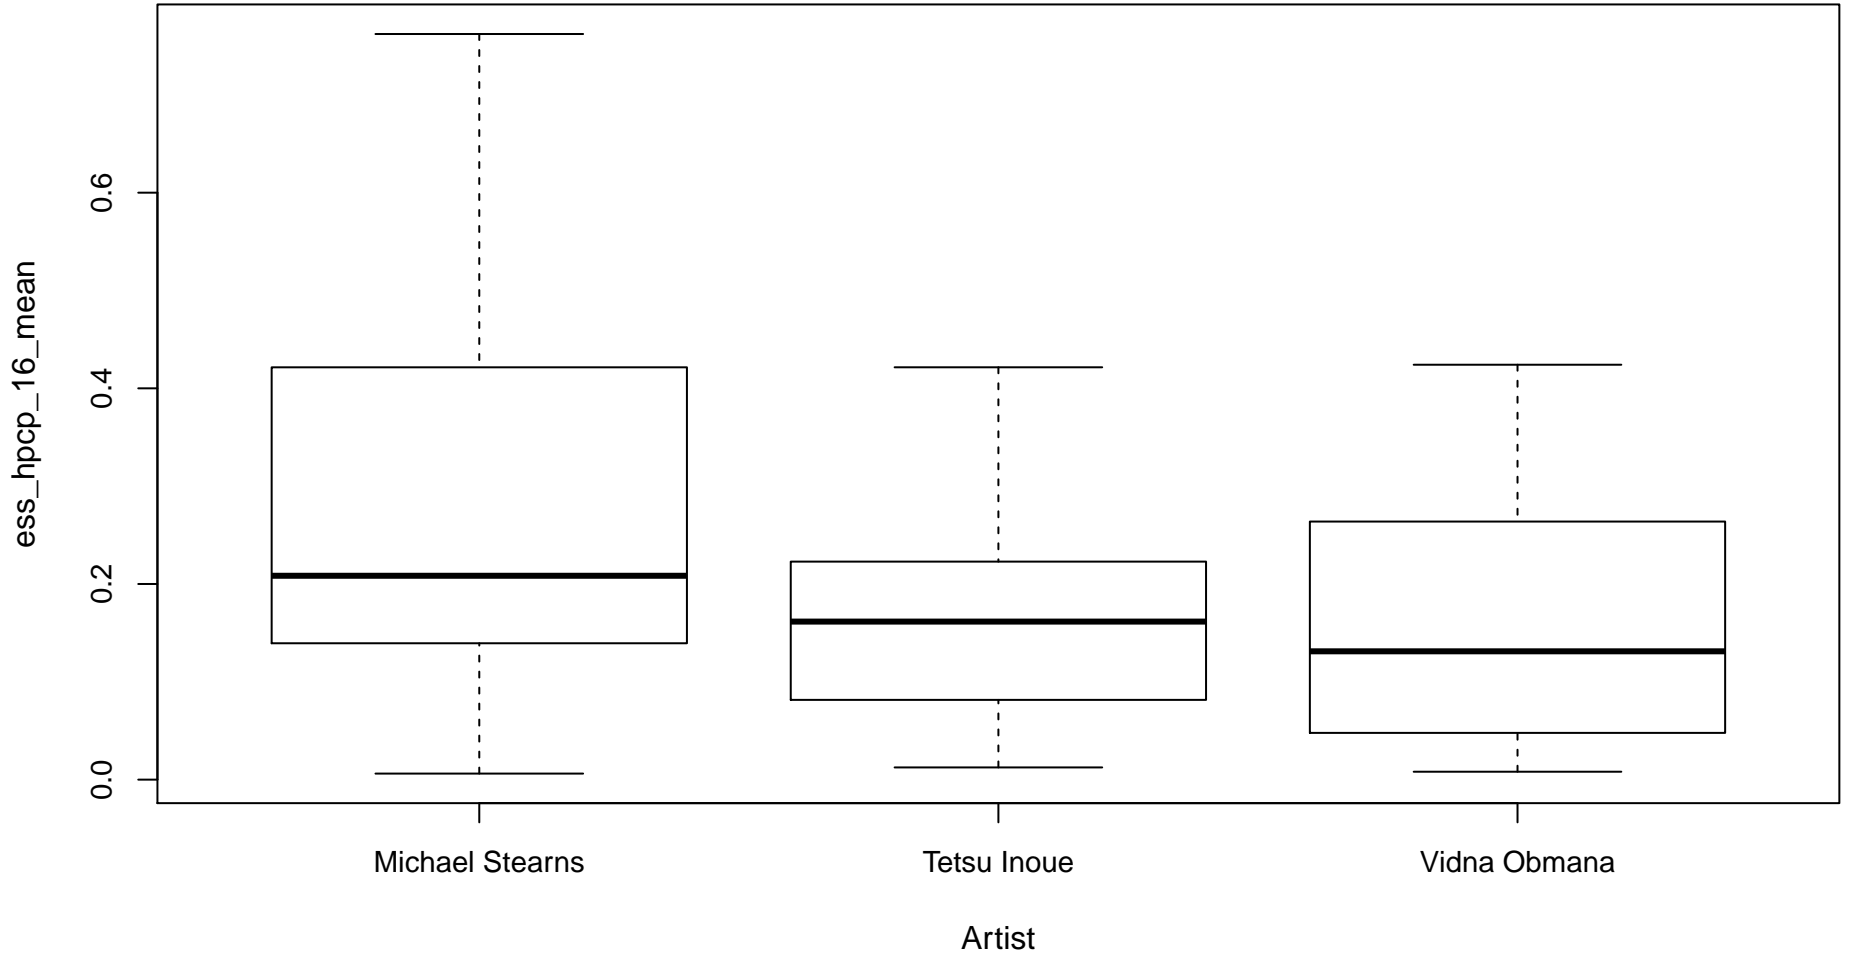 ess_hpcp_16_mean
0.6
0.4
0.2
0.0
Michael Stearns
Tetsu Inoue
Vidna Obmana
Artist